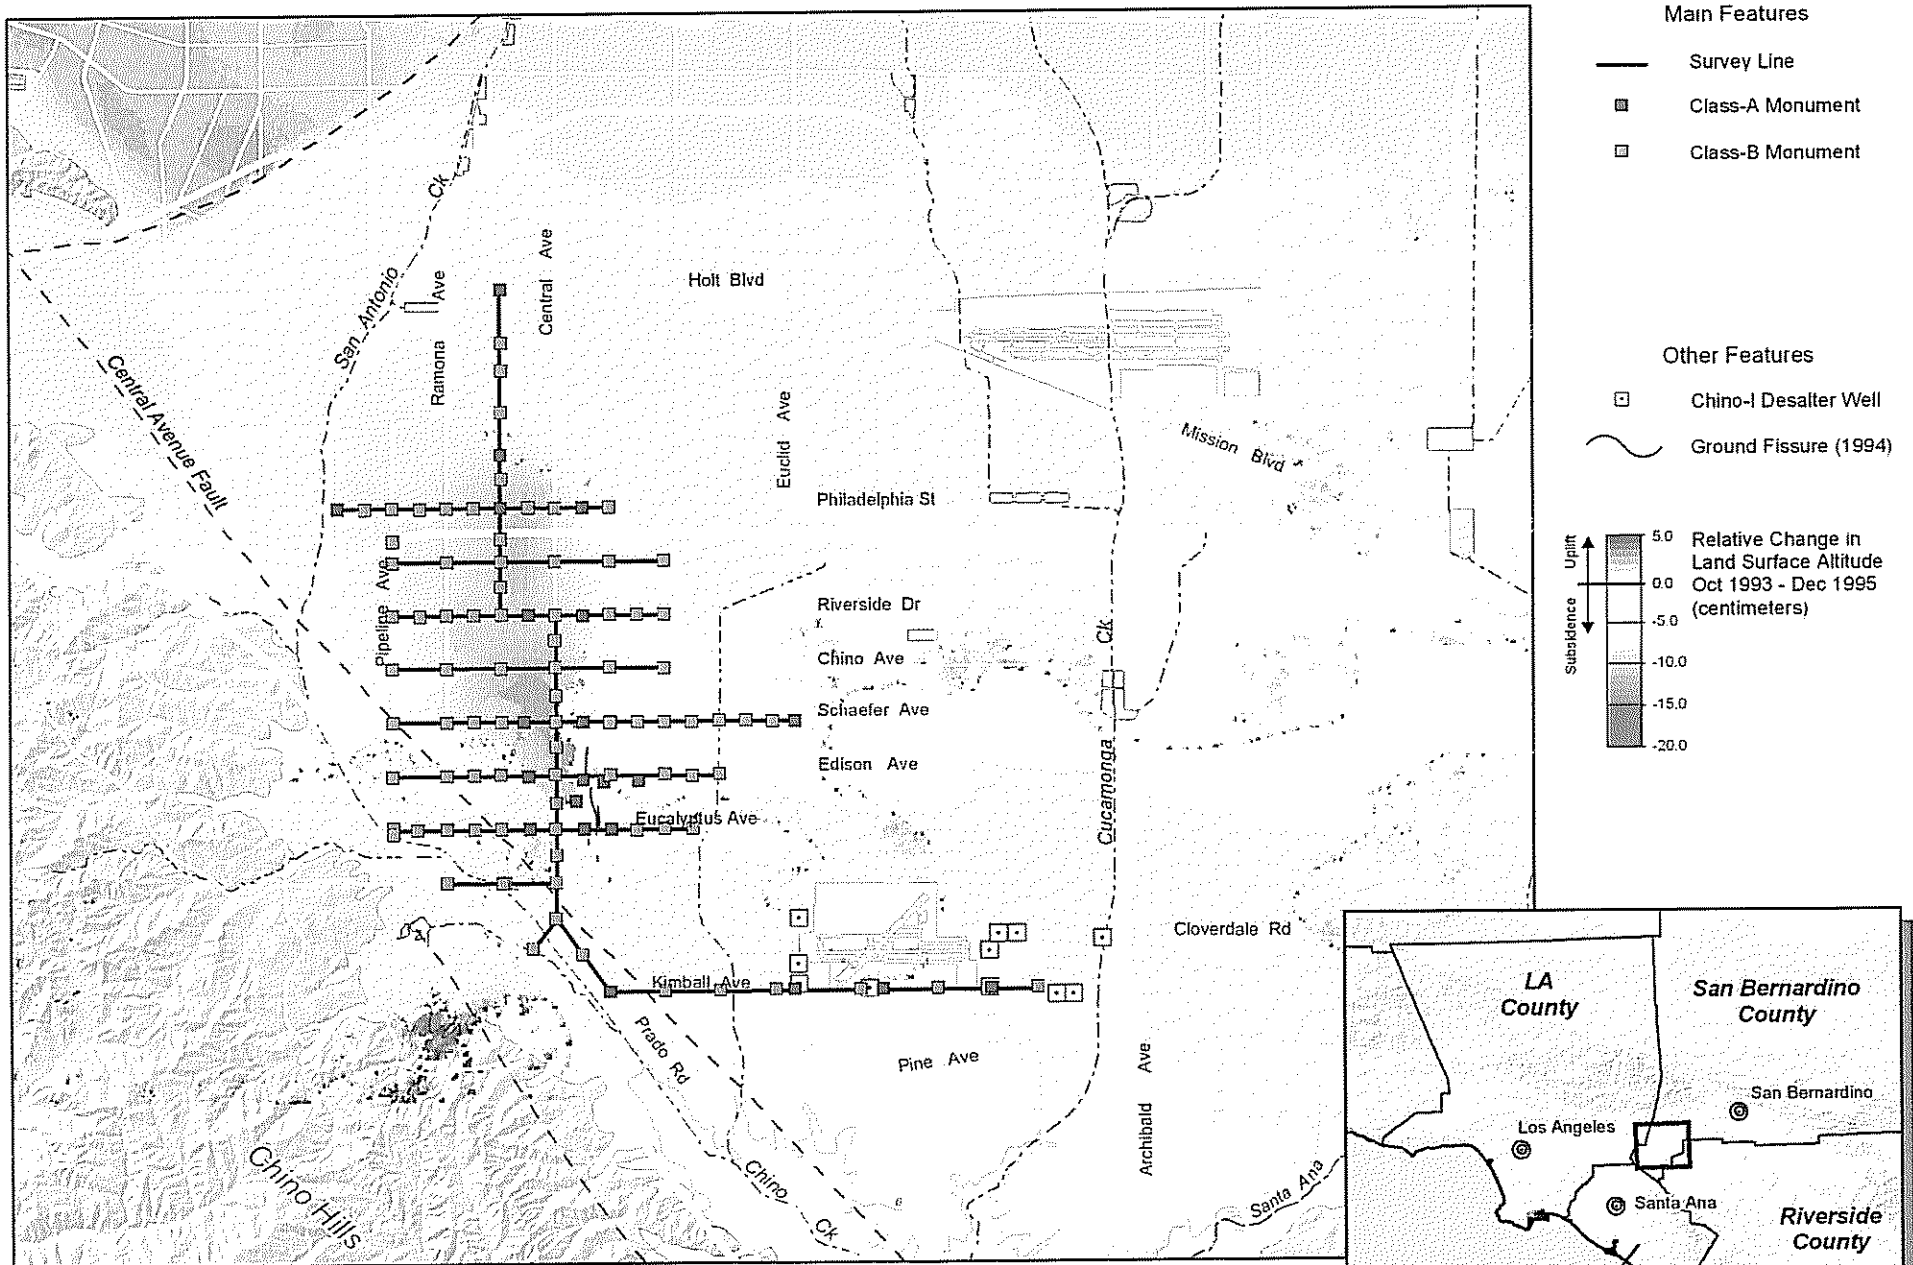 Main Features
Survey Line
Class-A Monument
Class-B Monument
Other Features
Chino-I Desalter Well
Ground Fissure (1994)
Uplift
Subsidence
5.0
0.0
-5.0
-10.0
-15.0
-20.0
Relative Change in
Land Surface Altitude
Oct 1993 - Dec 1995
(centimeters)
San Antonio Ck
Ramona Ave
Central Ave
Holt Blvd
Euclid Ave
Central Avenue Fault
Mission Blvd
Philadelphia St
Pipeline Ave
Riverside Dr
Chino Ave
Schaefer Ave
Edison Ave
Eucalyptus Ave
Cucamonga Ck
Cloverdale Rd
Kimball Ave
Prado Rd
Pine Ave
Archibald Ave
Chino Hills
Chino Ck
Santa Ana
LA
County
San Bernardino
County
San Bernardino
Los Angeles
Santa Ana
Riverside
County